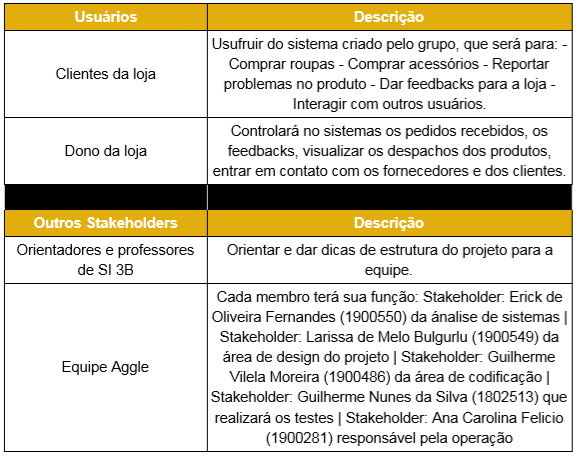 Usuários
Descrição
Clientes da loja
Usufruir do sistema criado pelo grupo, que será para: -
Comprar roupas - Comprar acessórios - Reportar
problemas no produto - Dar feedbacks para a loja -
Interagir com outros usuários.
Dono da loja
Controlará no sistemas os pedidos recebidos, os
feedbacks, visualizar os despachos dos produtos,
entrar em contato com os fornecedores e dos clientes.
Outros Stakeholders
Descrição
Orientadores e professores
de SI 3B
Orientar e dar dicas de estrutura do projeto para a
equipe.
Equipe Aggle
Cada membro terá sua função: Stakeholder: Erick de
Oliveira Fernandes (1900550) da ánalise de sistemas |
Stakeholder: Larissa de Melo Bulgurlu (1900549) da
área de design do projeto | Stakeholder: Guilherme
Vilela Moreira (1900486) da área de codificação |
Stakeholder: Guilherme Nunes da Silva (1802513) que
realizará os testes | Stakeholder: Ana Carolina Felicio
(1900281) responsável pela operação